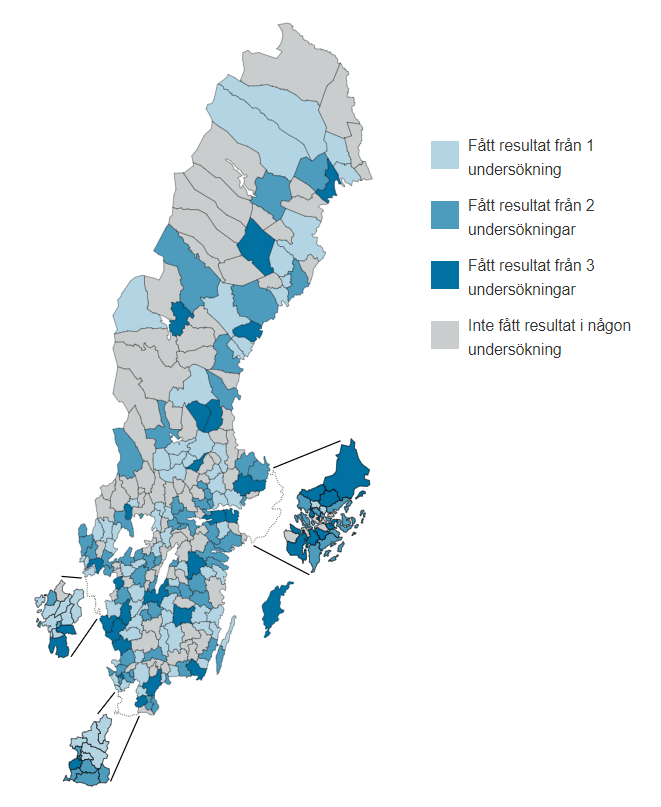 Fått resultat från 1
undersökning
Fått resultat från 2
undersökningar
Fått resultat från 3
undersökningar
Inte fått resultat i någon
undersökning